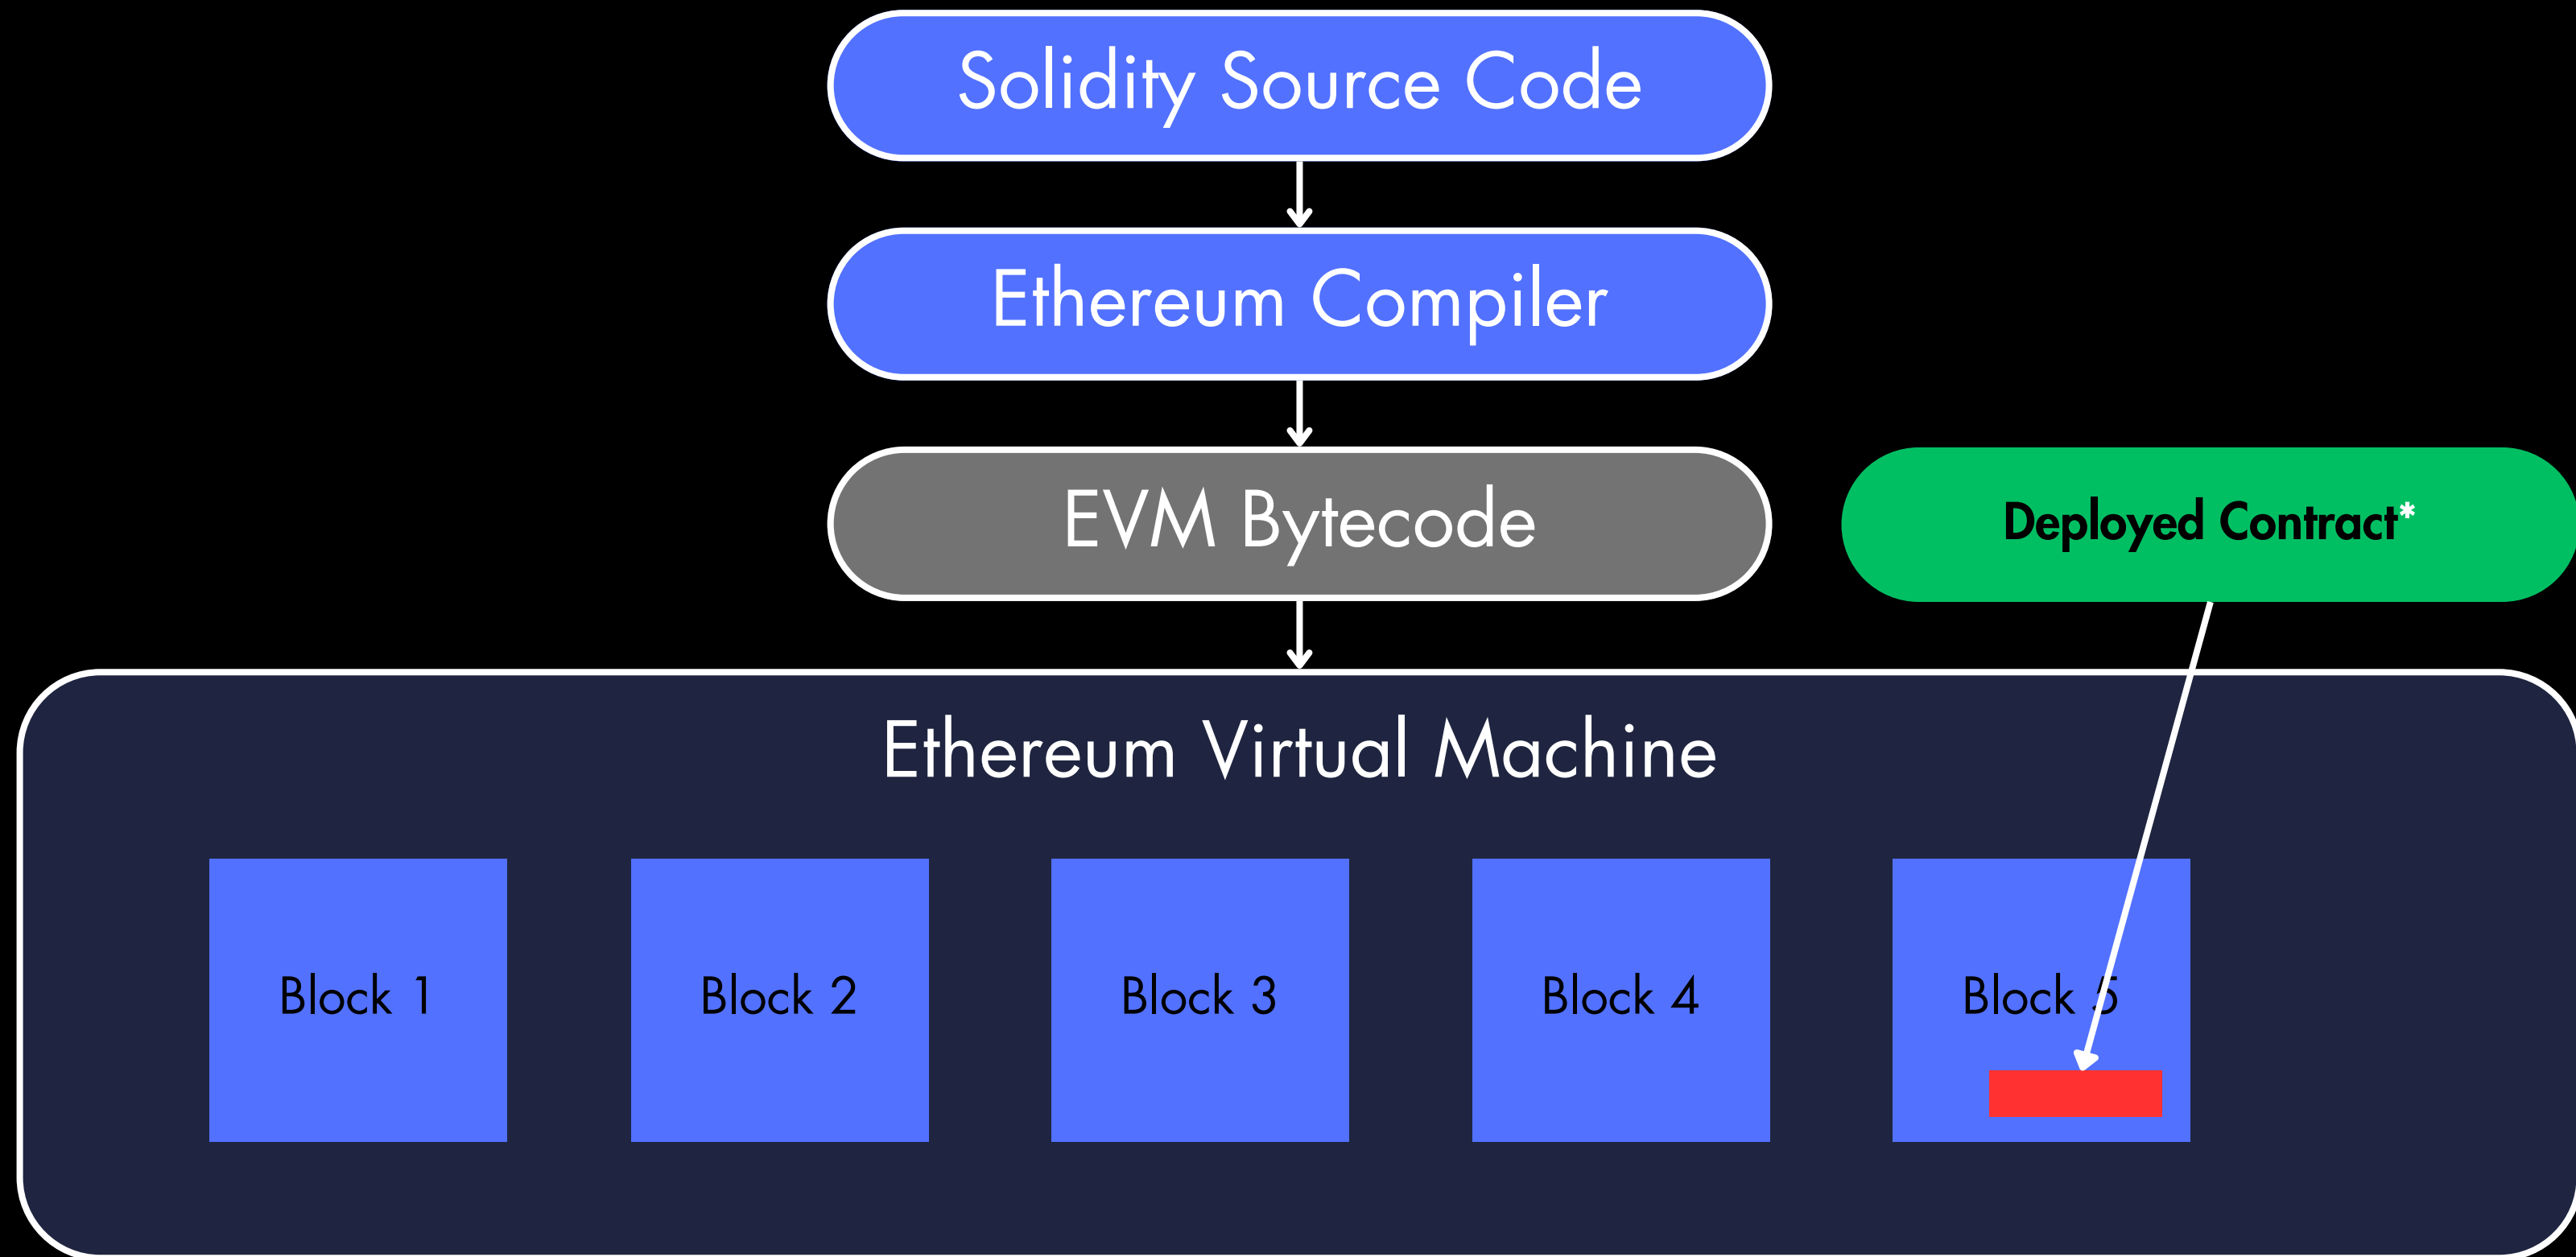 Solidity Source Code
Ethereum Compiler
EVM Bytecode
Deployed Contract*
Ethereum Virtual Machine
Block 1
Block 2
Block 3
Block 4
Block 5